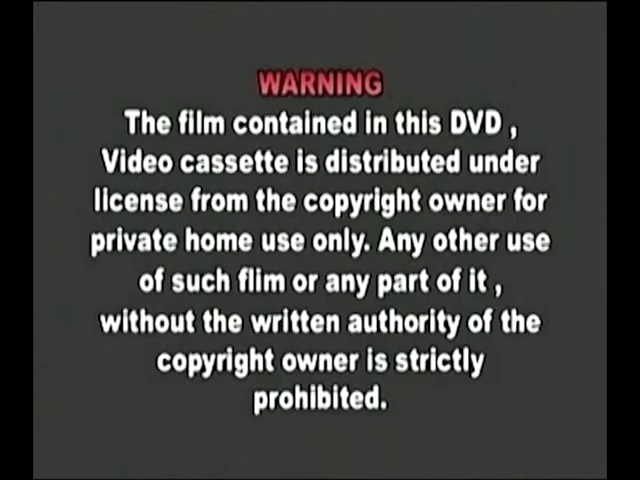 WARNING
The film contained in this DVD ,
Video cassette is distributed under
license from the copyright owner for
private home use only. Any other use
of such flim or any part of it ,
without the written authority of the
copyright owner is strictly
prohibited.